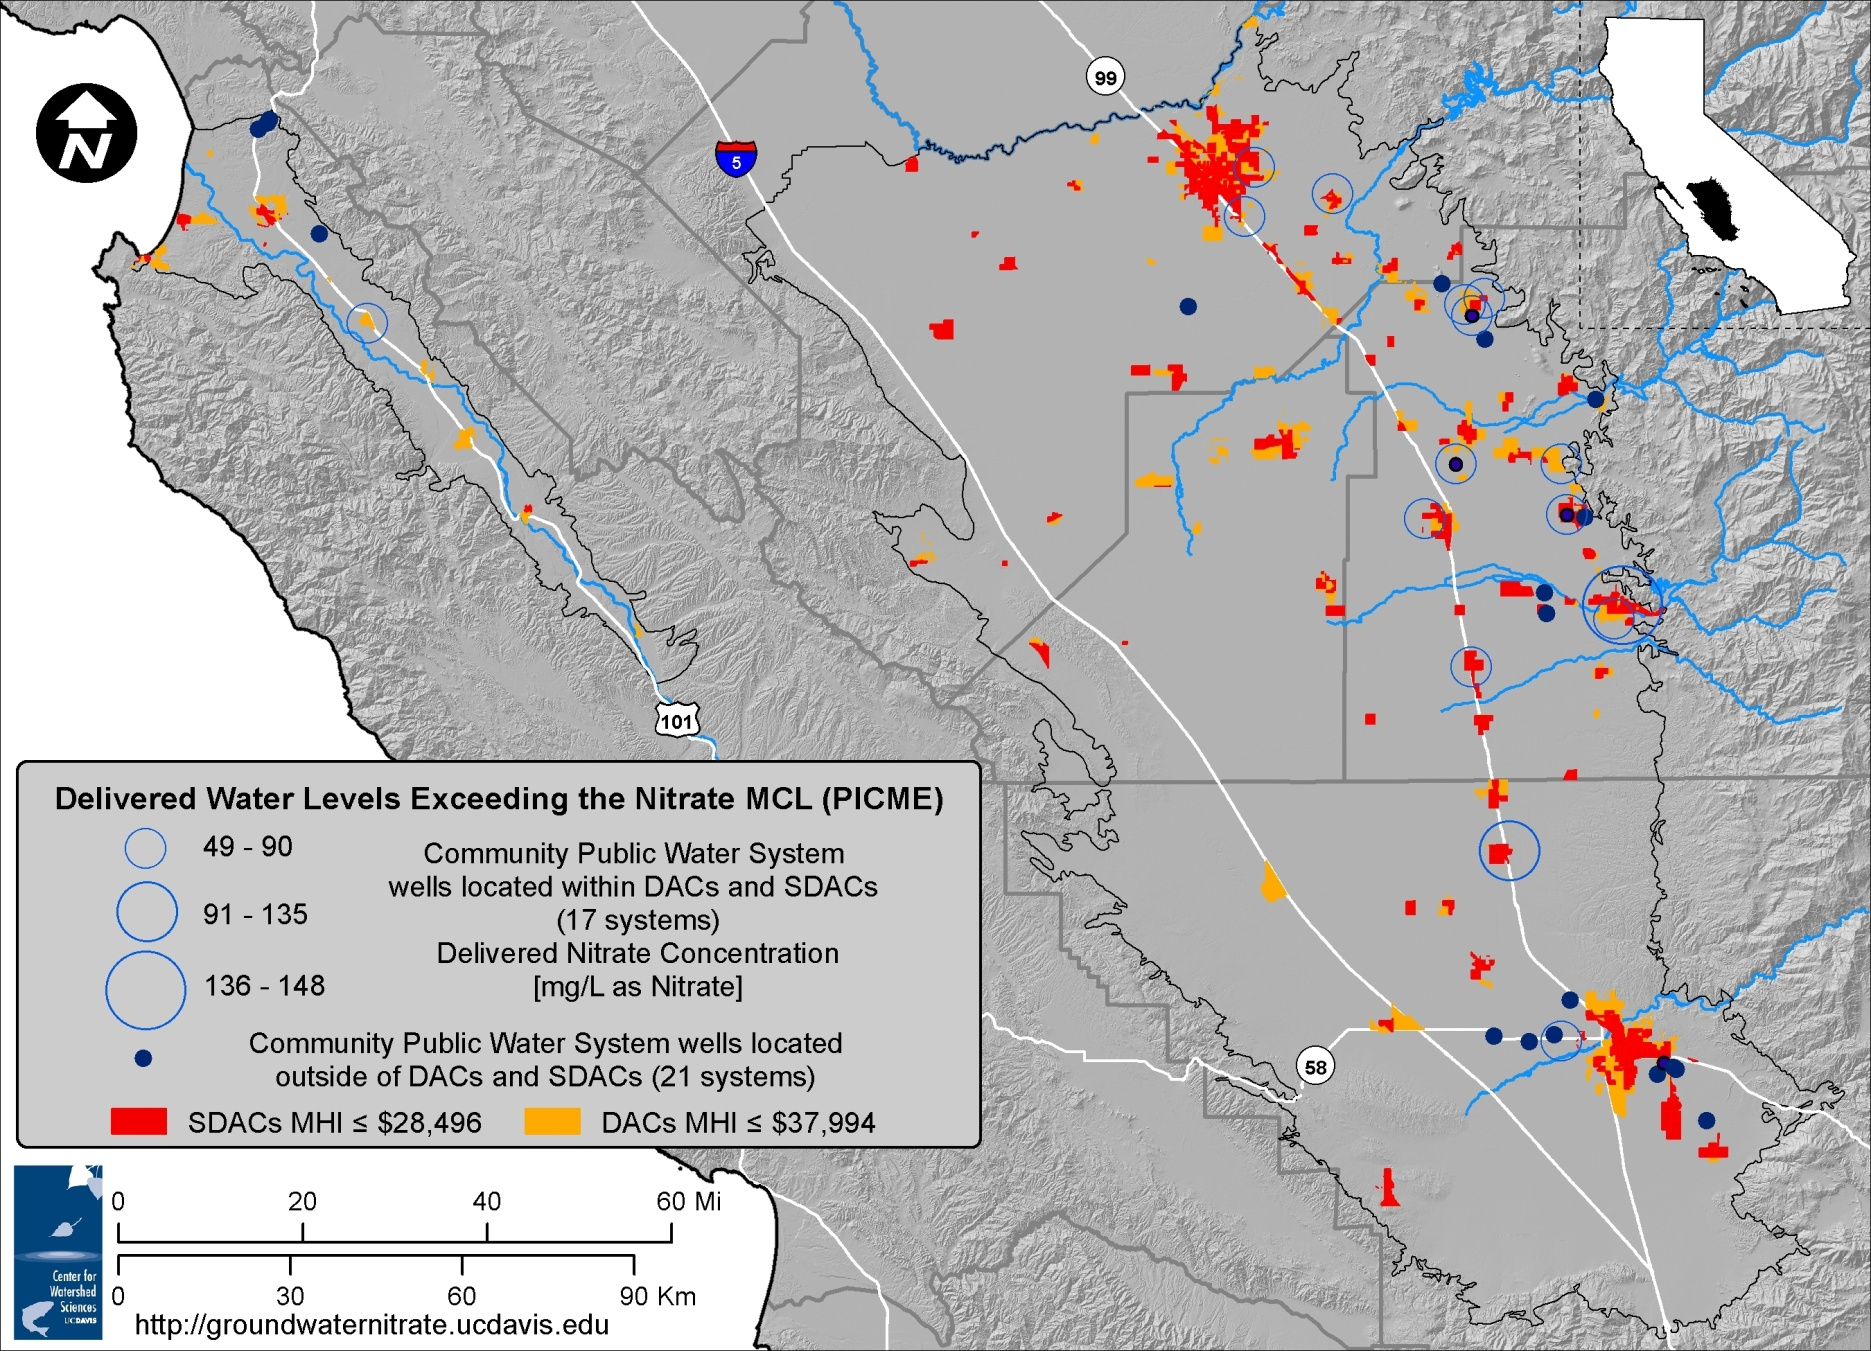 N
5
99
101
58
Delivered Water Levels Exceeding the Nitrate MCL (PICME)
49 - 90
91 - 135
136 - 148
Community Public Water System
wells located within DACs and SDACs
(17 systems)
Delivered Nitrate Concentration
[mg/L as Nitrate]
Community Public Water System wells located
outside of DACs and SDACs (21 systems)
SDACs MHI ≤ $28,496
DACs MHI ≤ $37,994
0 20 40 60 Mi
0 30 60 90 Km
Center for
Watershed
Sciences
UCDAVIS
http://groundwaternitrate.ucdavis.edu